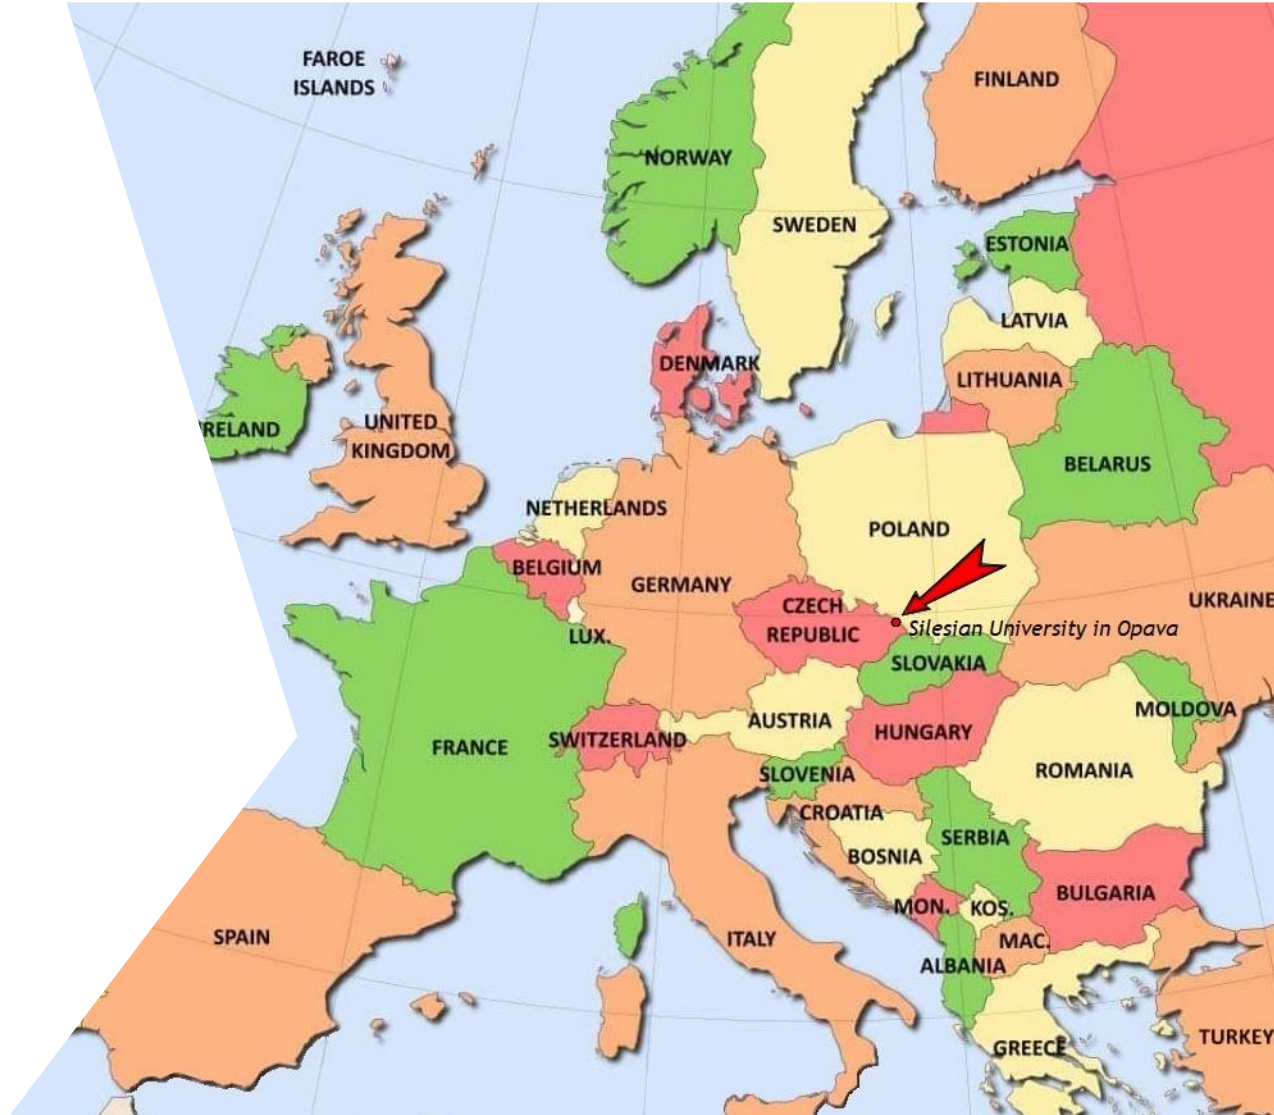 FAROE
ISLANDS
FINLAND
NORWAY
SWEDEN
ESTONIA
LATVIA
DENMARK
LITHUANIA
UNITED
KINGDOM
IRELAND
BELARUS
NETHERLANDS
POLAND
BELGIUM
GERMANY
UKRAINE
CZECH
REPUBLIC
Silesian University in Opava
LUX.
SLOVAKIA
MOLDOVA
AUSTRIA
HUNGARY
FRANCE
SWITZERLAND
ROMANIA
SLOVENIA
CROATIA
SERBIA
BOSNIA
BULGARIA
MON.
KOS.
SPAIN
ITALY
MAC.
ALBANIA
TURKEY
GREECE